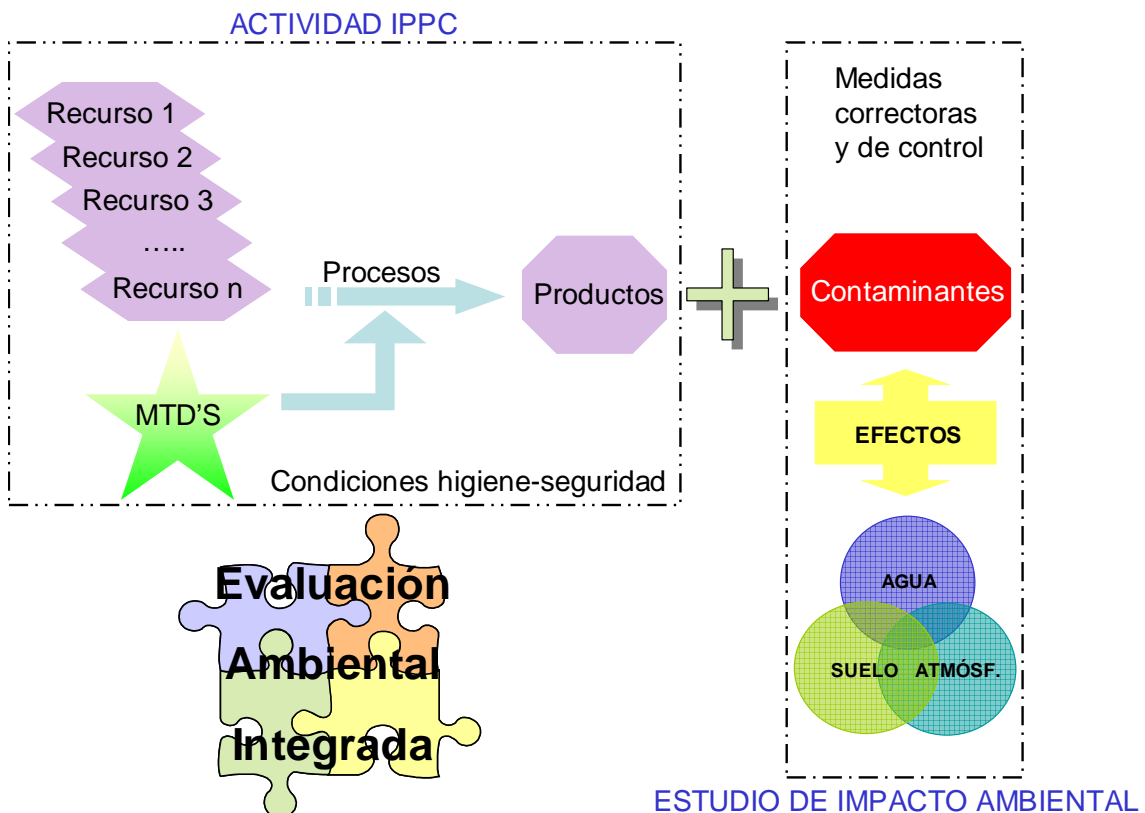 ACTIVIDAD IPPC
Recurso 1
Recurso 2
Recurso 3
…..
Recurso n
MTD'S
Procesos
Productos
Condiciones higiene-seguridad
Medidas
correctoras
y de control
Contaminantes
EFECTOS
AGUA
SUELO
ATMÓSF.
Evaluación
Ambiental
Integrada
ESTUDIO DE IMPACTO AMBIENTAL